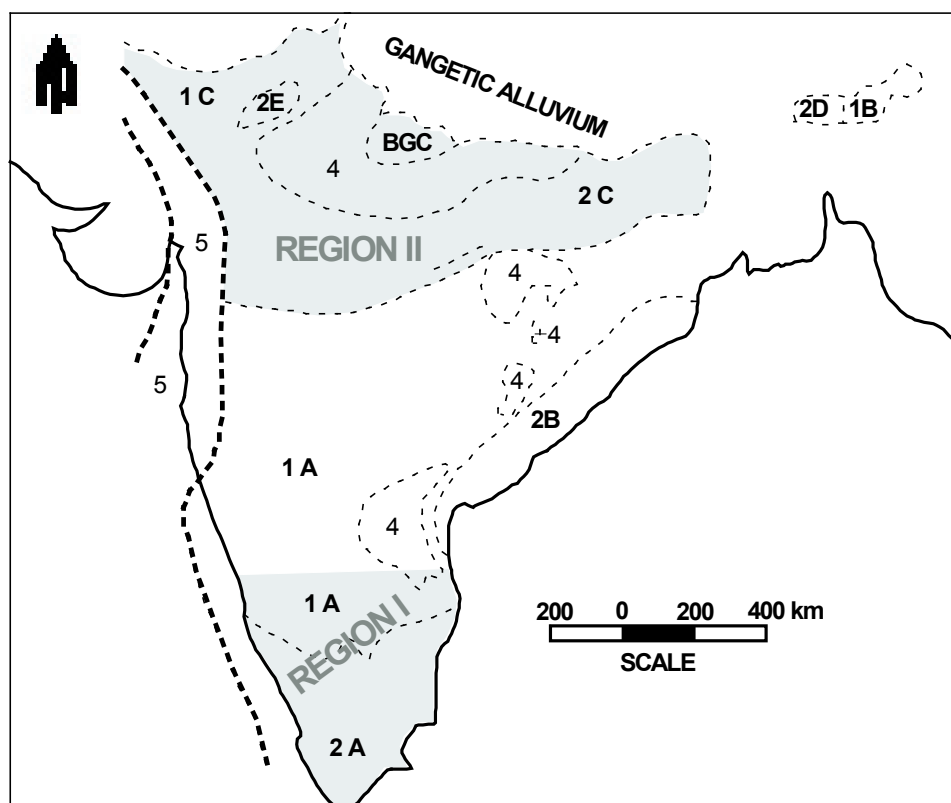 GANGETIC ALLUVIUM
1 C
2E
2D
1B
BGC
4
2 C
5
REGION II
4
4
4
5
2B
1 A
4
1 A
REGION I
200 0 200 400 km
SCALE
2 A